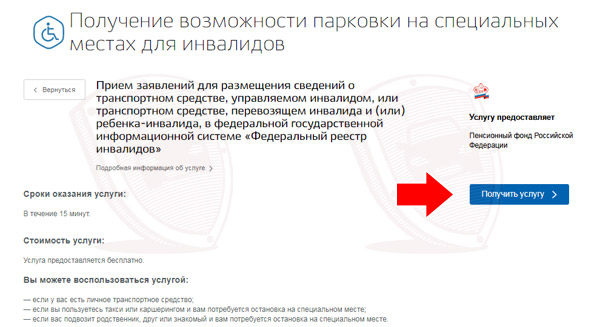 Получение возможности парковки на специальных
местах для инвалидов
Вернуться
Прием заявлений для размещения сведений о
транспортном средстве, управляемом инвалидом, или
транспортном средстве, перевозящем инвалида и (или)
ребенка-инвалида, в федеральной государственной
информационной системе «Федеральный реестр
инвалидов»
Подробная информация об услуге
Услугу предоставляет
Пенсионный фонд Российской
Федерации
Получить услугу
Сроки оказания услуги:
В течение 15 минут.
Стоимость услуги:
Услуга предоставляется бесплатно.
Вы можете воспользоваться услугой:
— если у вас есть личное транспортное средство;
— если вы пользуетесь такси или каршерингом и вам потребуется остановка на специальном месте;
— если вас подвозит родственник, друг или знакомый и вам потребуется остановка на специальном месте.